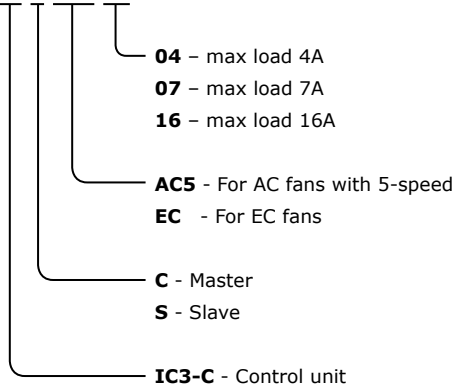 04 – max load 4A
07 – max load 7A
16 – max load 16A
AC5 - For AC fans with 5-speed
EC - For EC fans
C - Master
S - Slave
IC3-C - Control unit